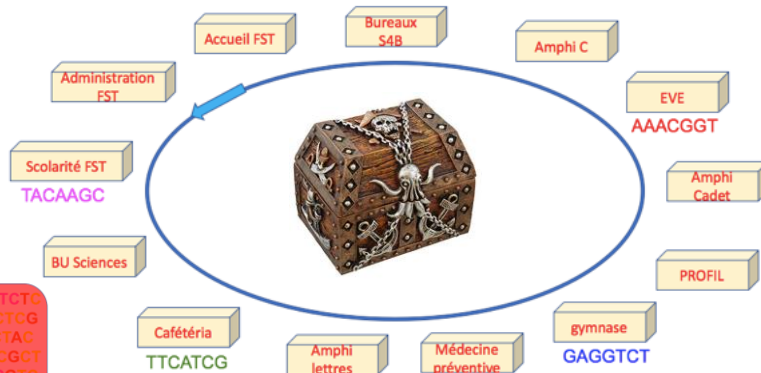 Bureaux
S4B
Accueil FST
Amphi C
Administration
FST
EVE
AAACGGT
Scolarité FST
TACAAGC
Amphi
Cadet
BU Sciences
PROFIL
Cafétéria
TTCATCG
Amphi
lettres
Médecine
préventive
gymnase
GAGGTCT